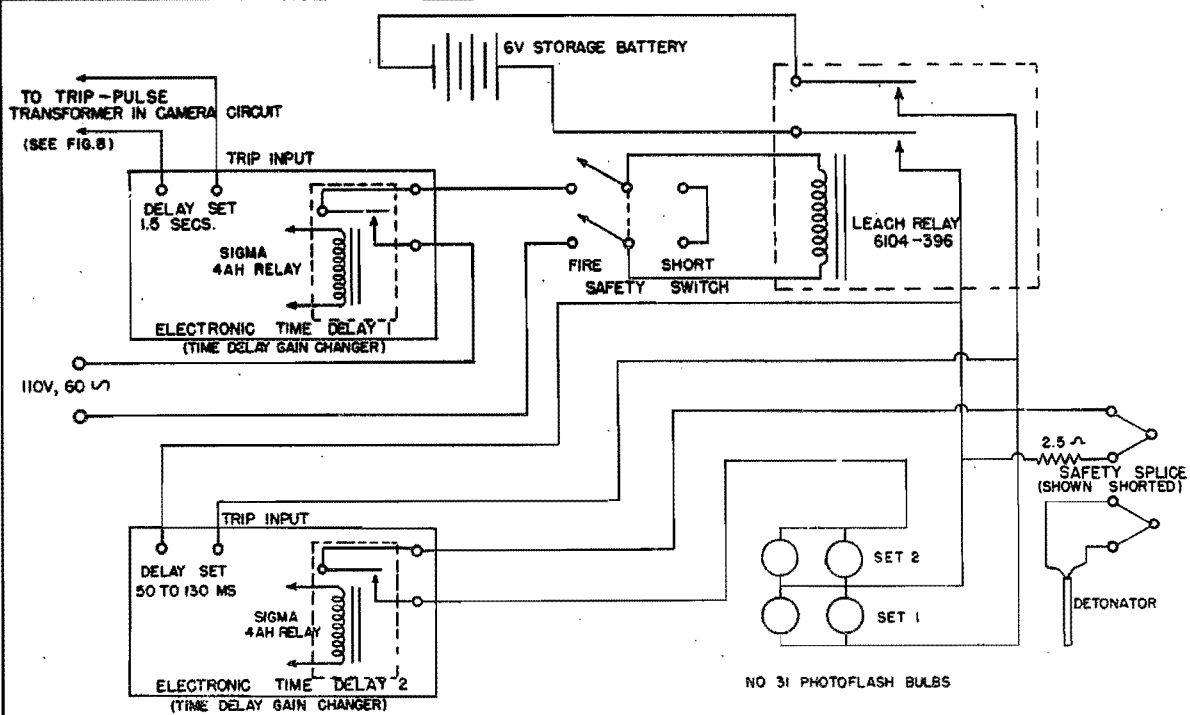 6V STORAGE BATTERY
TO TRIP-PULSE
TRANSFORMER IN CAMERA CIRCUIT
(SEE FIG.8)
TRIP INPUT
DELAY SET
1.5 SECS.
SIGMA
4AH RELAY
ELECTRONIC TIME DELAY 1
(TIME DELAY GAIN CHANGER)
FIRE SHORT
SAFETY SWITCH
LEACH RELAY
6104-396
110V, 60 ∿
2.5 Ω
SAFETY SPLICE
(SHOWN SHORTED)
TRIP INPUT
DELAY SET
50 TO 130 MS
SIGMA
4AH RELAY
ELECTRONIC TIME DELAY 2
(TIME DELAY GAIN CHANGER)
SET 2
SET 1
DETONATOR
NO 31 PHOTOFLASH BULBS